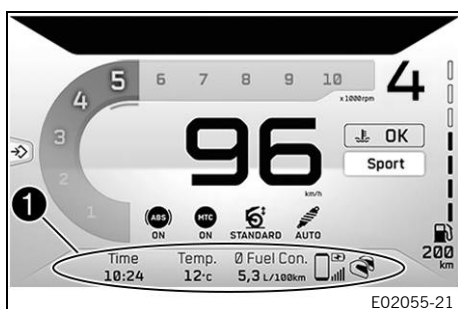 5 6 7 8 9 10
4
3
2
1
x1000rpm
4
96
km/h
OK
Sport
ABS MTC
ON ON STANDARD AUTO
200
km
1
Time Temp. Ø Fuel Con.
10:24 12°C 5,3 L/100km
E02055-21